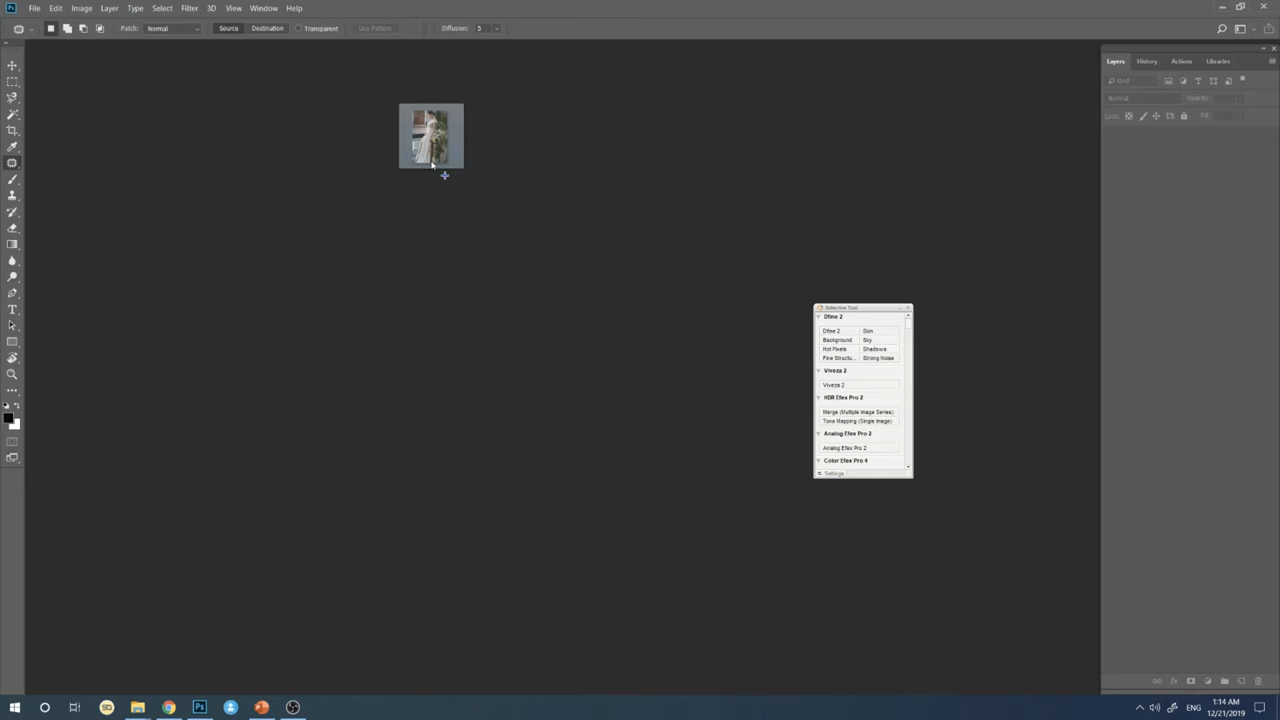 Ps File Edit Image Layer Type Select Filter 3D View Window Help
Patch: Normal Source Destination Transparent Use Pattern Diffusion: 5
Layers History Actions Libraries
Kind
Normal Opacity:
Lock: Fill:
Selective Tool
Dfine 2
Dfine 2 Skin
Background Sky
Hot Pixels Shadows
Fine Structu... Strong Noise
Viveza 2
Viveza 2
HDR Efex Pro 2
Merge (Multiple Image Series)
Tone Mapping (Single Image)
Analog Efex Pro 2
Analog Efex Pro 2
Color Efex Pro 4
Settings
T
SD Ps ENG 1:14 AM
12/21/2019